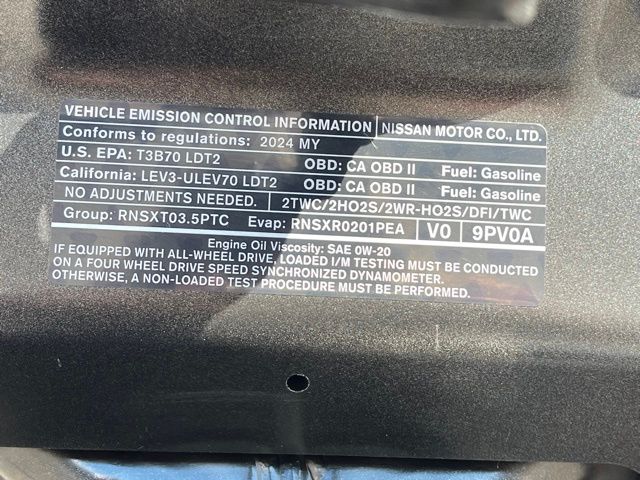 VEHICLE EMISSION CONTROL INFORMATION NISSAN MOTOR CO., LTD.
Conforms to regulations: 2024 MY
U.S. EPA: T3B70 LDT2 OBD: CA OBD II Fuel: Gasoline
California: LEV3-ULEV70 LDT2 OBD: CA OBD II Fuel: Gasoline
NO ADJUSTMENTS NEEDED. 2TWC/2HO2S/2WR-HO2S/DFI/TWC
Group: RNSXT03.5PTC Evap: RNSXR0201PEA V0 9PV0A
Engine Oil Viscosity: SAE 0W-20
IF EQUIPPED WITH ALL-WHEEL DRIVE, LOADED I/M TESTING MUST BE CONDUCTED
ON A FOUR WHEEL DRIVE SPEED SYNCHRONIZED DYNAMOMETER.
OTHERWISE, A NON-LOADED TEST PROCEDURE MUST BE PERFORMED.